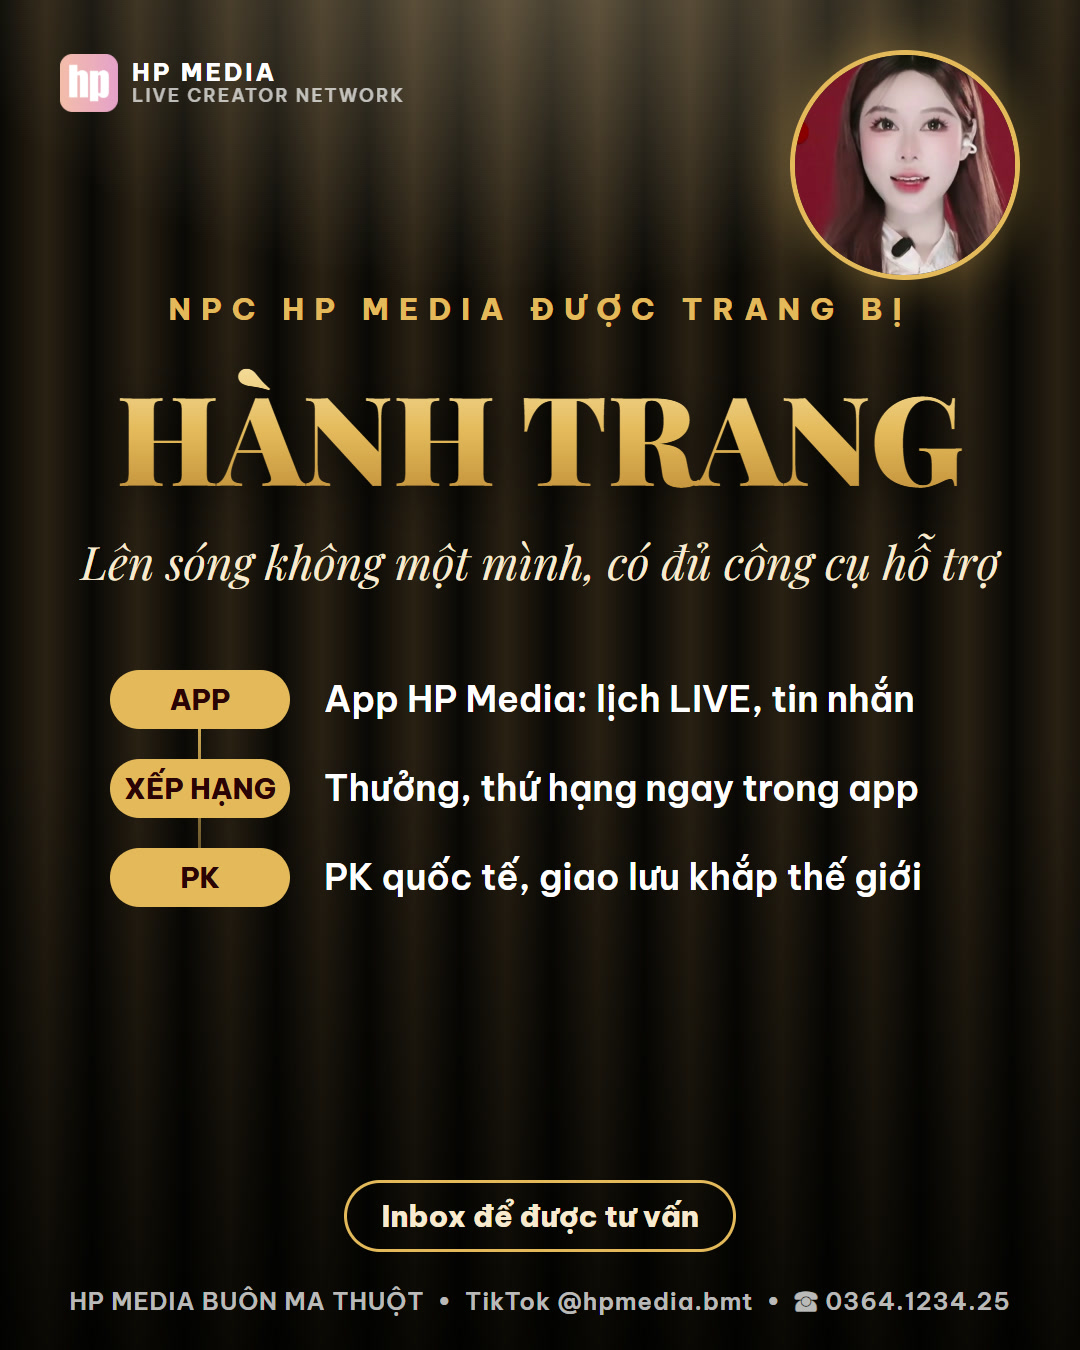 hp
HP MEDIA
LIVE CREATOR NETWORK
NPC HP MEDIA ĐƯỢC TRANG BỊ
HÀNH TRANG
Lên sóng không một mình, có đủ công cụ hỗ trợ
APP
App HP Media: lịch LIVE, tin nhắn
XẾP HẠNG
Thưởng, thứ hạng ngay trong app
PK
PK quốc tế, giao lưu khắp thế giới
Inbox để được tư vấn
HP MEDIA BUÔN MA THUỘT • TikTok @hpmedia.bmt • ☎ 0364.1234.25